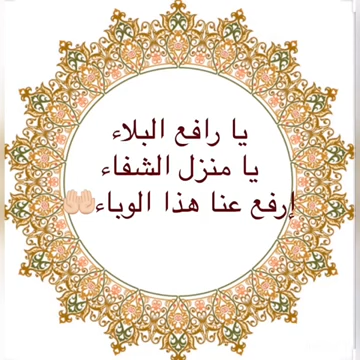 يا رافع البلاء
يا منزل الشفاء
إرفع عنا هذا الوباء🤲🏻